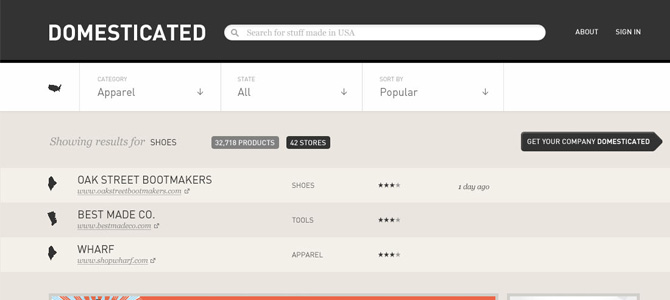 DOMESTICATED
Search for stuff made in USA
ABOUT
SIGN IN
CATEGORY
Apparel
STATE
All
SORT BY
Popular
Showing results for SHOES
32,718 PRODUCTS
42 STORES
GET YOUR COMPANY DOMESTICATED
OAK STREET BOOTMAKERS
www.oakstreetbootmakers.com
SHOES
1 day ago
BEST MADE CO.
www.bestmadeco.com
TOOLS
WHARF
www.shopwharf.com
APPAREL